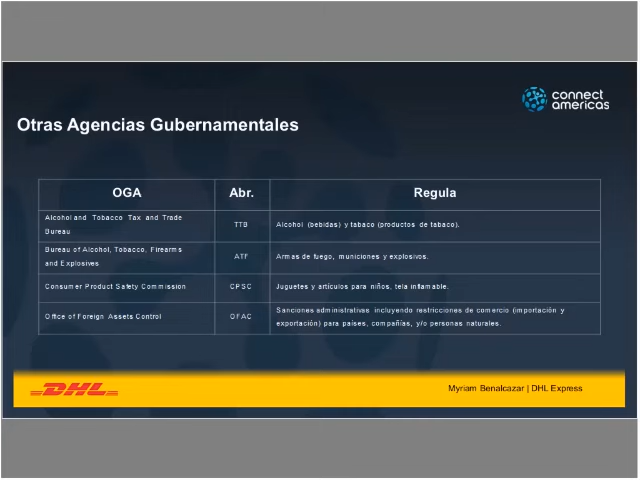 connect
americas
Otras Agencias Gubernamentales
OGA Abr. Regula
Alcohol and Tobacco Tax and Trade
Bureau
TTB
Alcohol (bebidas) y tabaco (productos de tabaco).
Bureau of Alcohol, Tobacco, Firearms
and Explosives
ATF
Armas de fuego, municiones y explosivos.
Consumer Product Safety Commission
CPSC
Juguetes y artículos para niños, tela inflamable.
Office of Foreign Assets Control
OFAC
Sanciones administrativas incluyendo restricciones de comercio (importación y
exportación) para países, compañías, y/o personas naturales.
DHL
Myriam Benalcazar | DHL Express